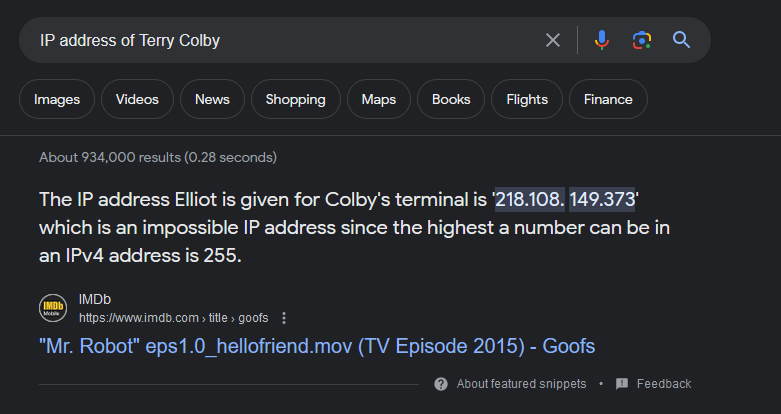 IP address of Terry Colby
Images Videos News Shopping Maps Books Flights Finance
About 934,000 results (0.28 seconds)
The IP address Elliot is given for Colby's terminal is '218.108. 149.373'
which is an impossible IP address since the highest a number can be in
an IPv4 address is 255.
IMDb
Mobile
IMDb
https://www.imdb.com › title › goofs
"Mr. Robot" eps1.0_hellofriend.mov (TV Episode 2015) - Goofs
About featured snippets • Feedback